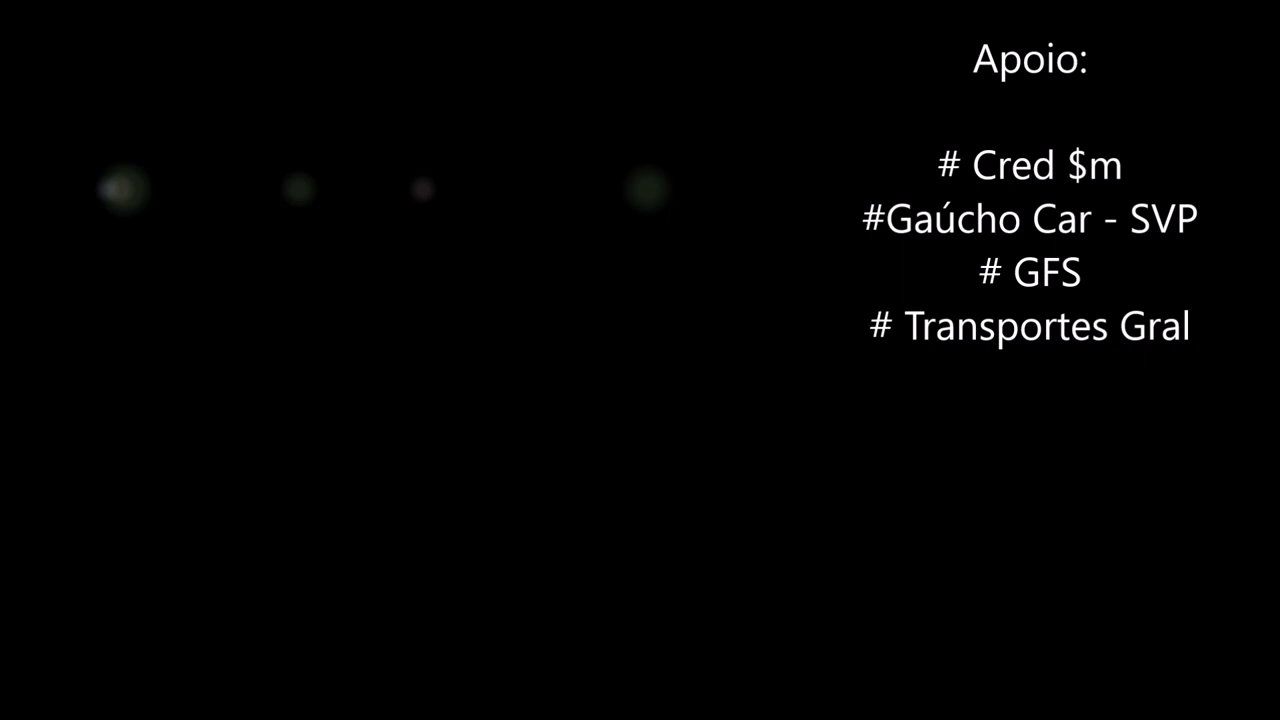 Apoio:
# Cred $m
#Gaúcho Car - SVP
# GFS
# Transportes Gral